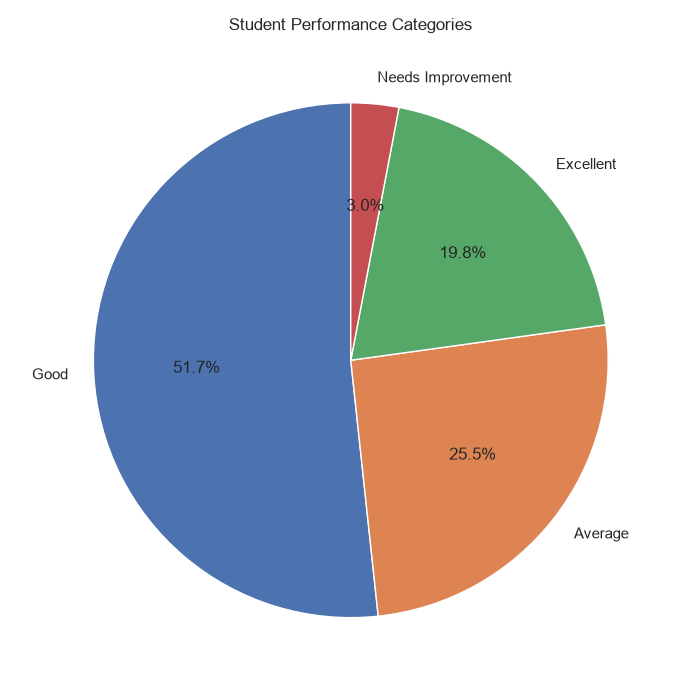 Student Performance Categories
Needs Improvement
Excellent
3.0%
19.8%
Good
51.7%
25.5%
Average